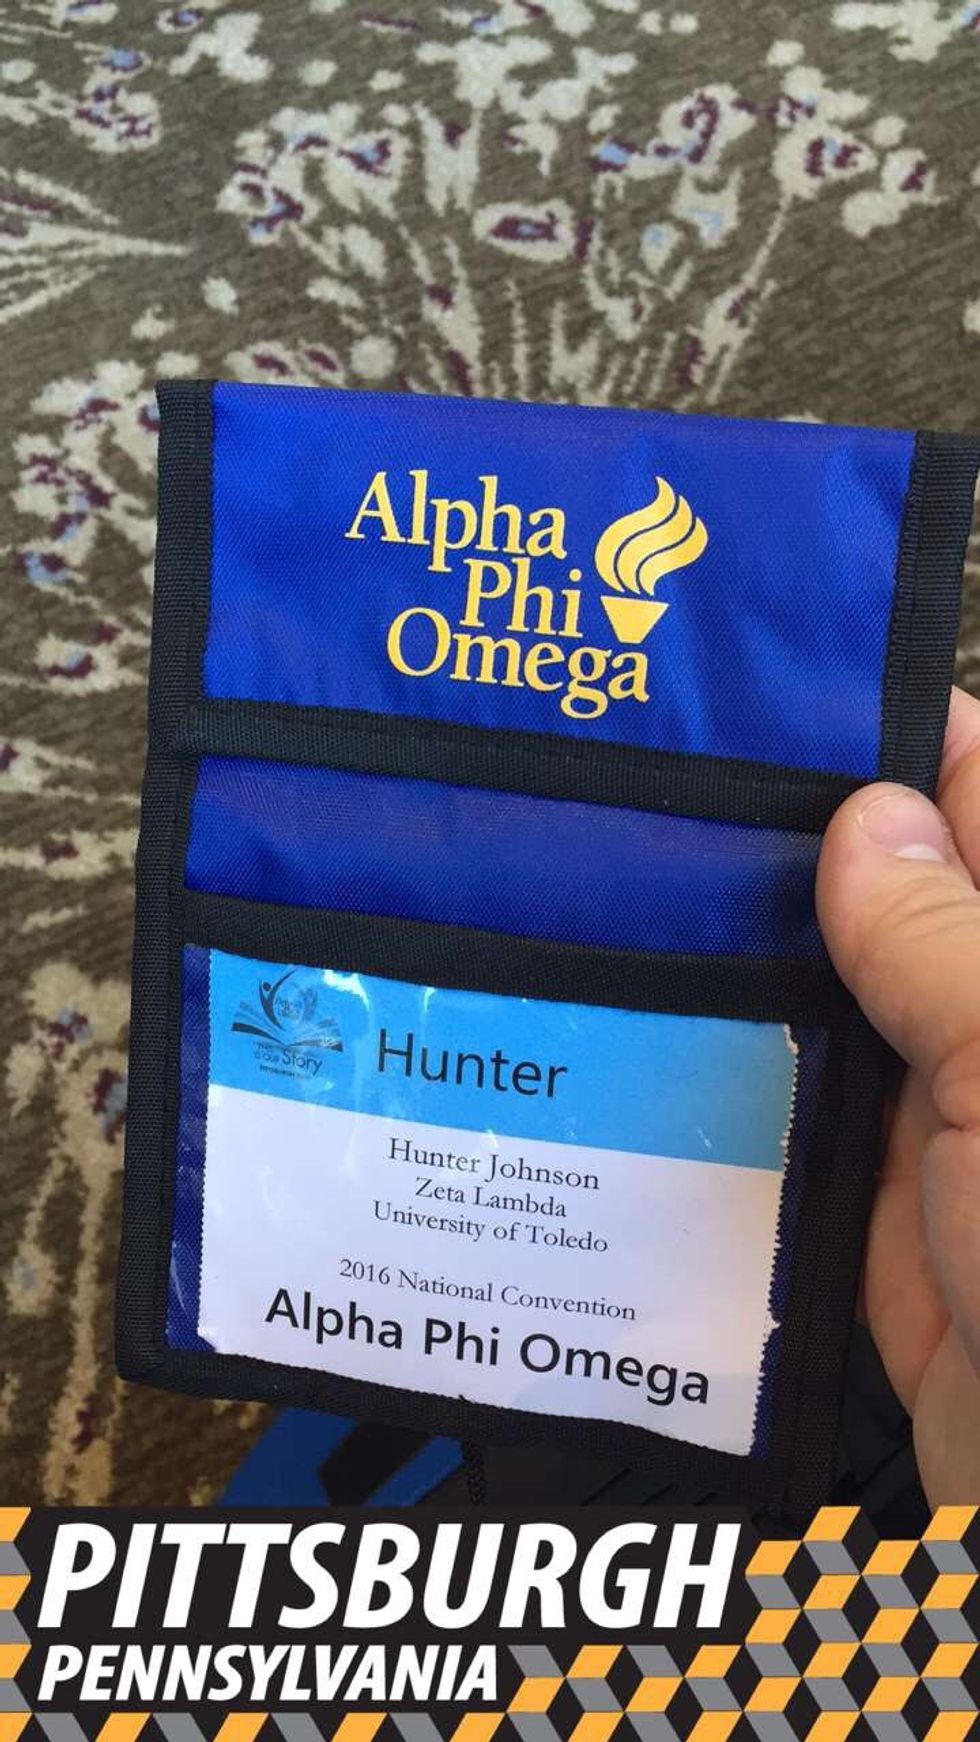 Alpha
Phi
Omega
Story
Hunter
Hunter Johnson
Zeta Lambda
University of Toledo
2016 National Convention
Alpha Phi Omega
PITTSBURGH
PENNSYLVANIA